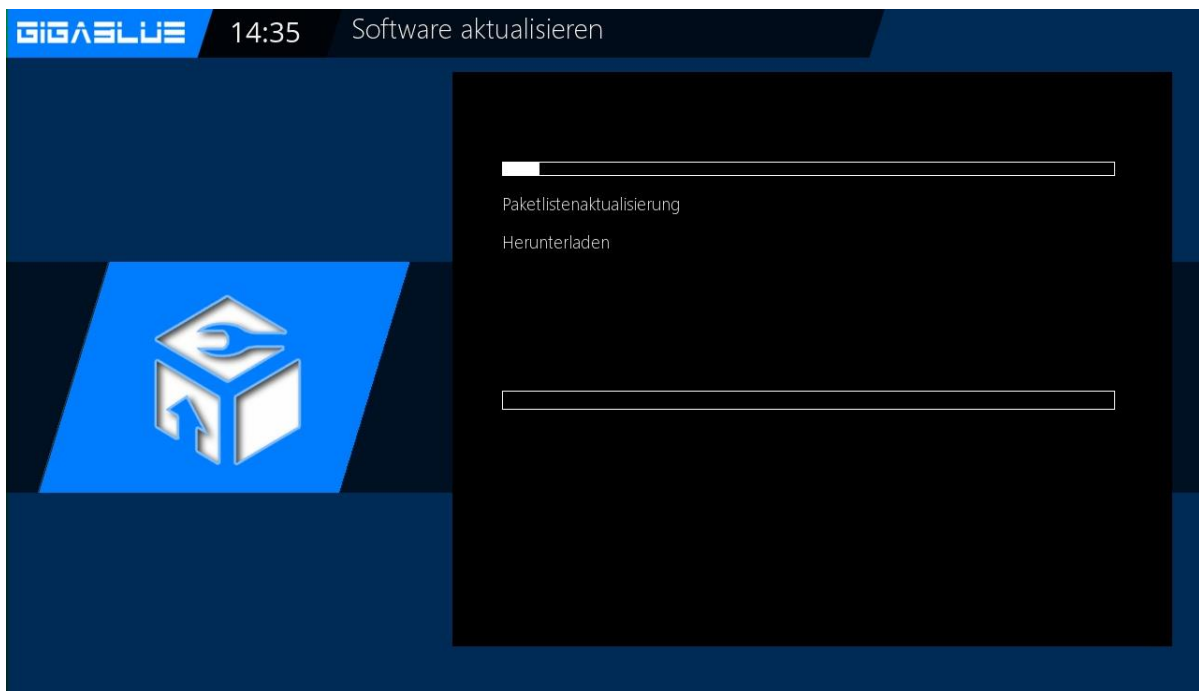 GIGABLUE
14:35
Software aktualisieren
Paketlistenaktualisierung
Herunterladen